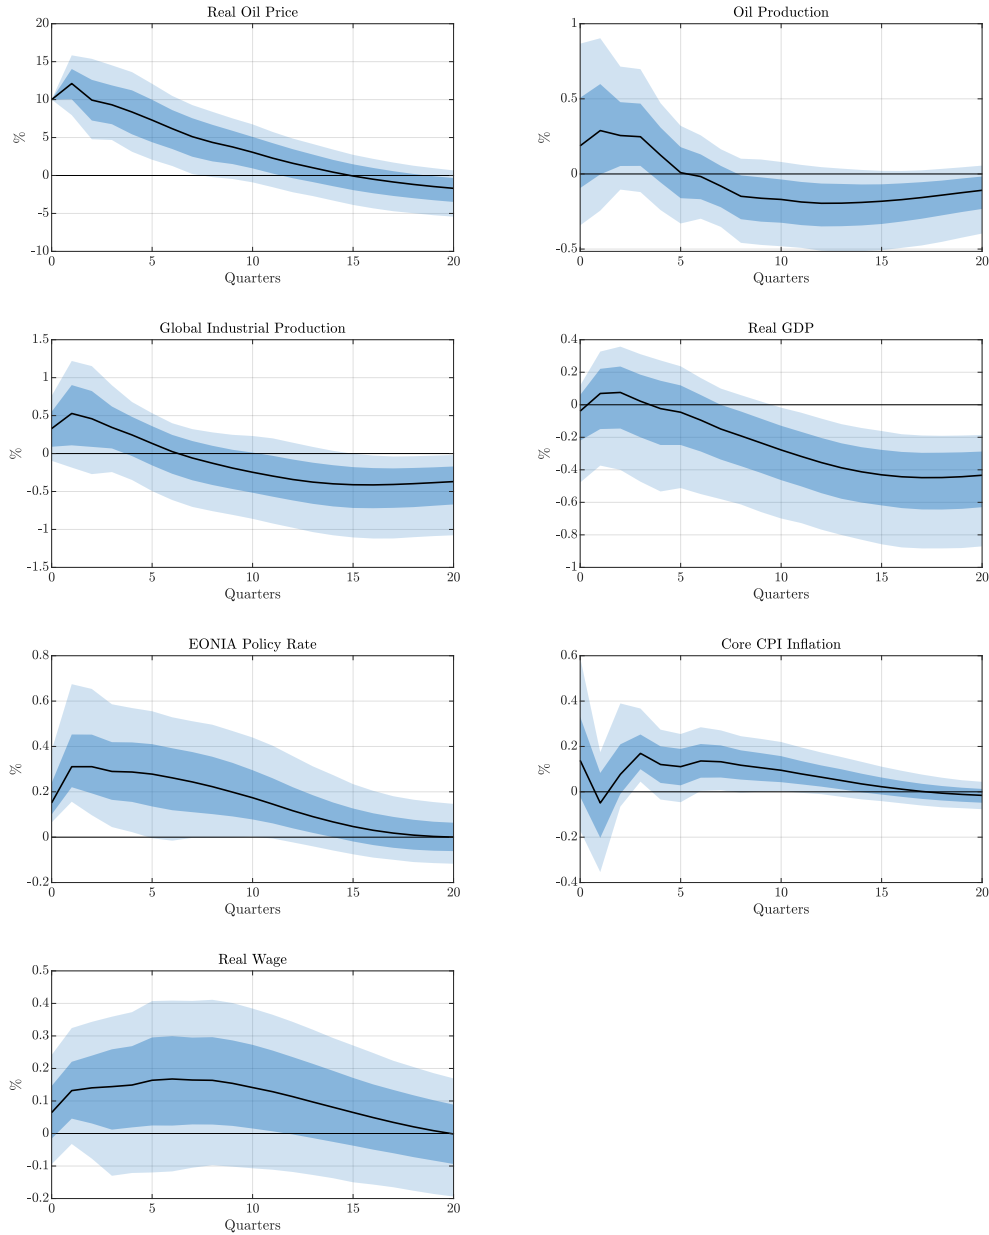 Real Oil Price
20
15
10
5
0
-5
-10
%
0 5 10 15 20
Quarters
Oil Production
1
0.5
0
-0.5
%
0 5 10 15 20
Quarters
Global Industrial Production
1.5
1
0.5
0
-0.5
-1
-1.5
%
0 5 10 15 20
Quarters
Real GDP
0.4
0.2
0
-0.2
-0.4
-0.6
-0.8
-1
%
0 5 10 15 20
Quarters
EONIA Policy Rate
0.8
0.6
0.4
0.2
0
-0.2
%
0 5 10 15 20
Quarters
Core CPI Inflation
0.6
0.4
0.2
0
-0.2
-0.4
%
0 5 10 15 20
Quarters
Real Wage
0.5
0.4
0.3
0.2
0.1
0
-0.1
-0.2
%
0 5 10 15 20
Quarters